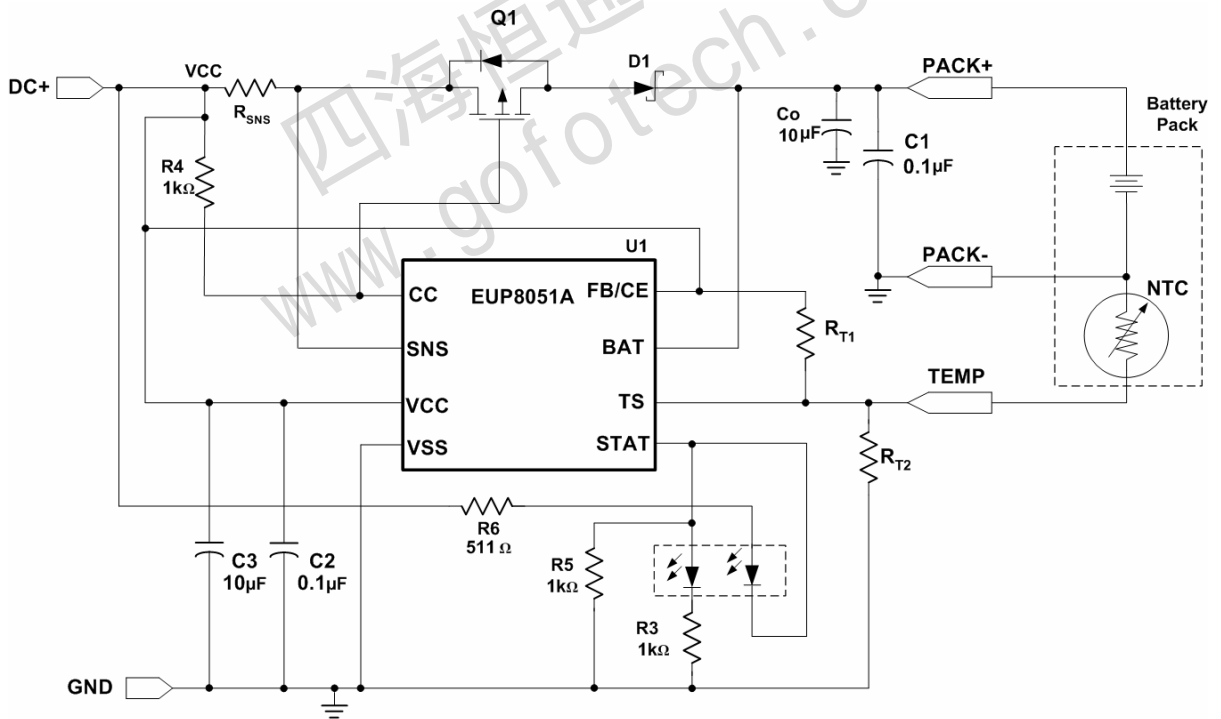 四海恒通
www.gofotech.c
Q1
DC+
VCC
RSNS
D1
PACK+
Battery
Pack
Co
10µF
C1
0.1µF
R4
1kΩ
U1
PACK-
CC
EUP8051A
FB/CE
NTC
RT1
SNS
BAT
TEMP
VCC
TS
VSS
STAT
RT2
R6
511 Ω
C3
10µF
C2
0.1µF
R5
1kΩ
R3
1kΩ
GND